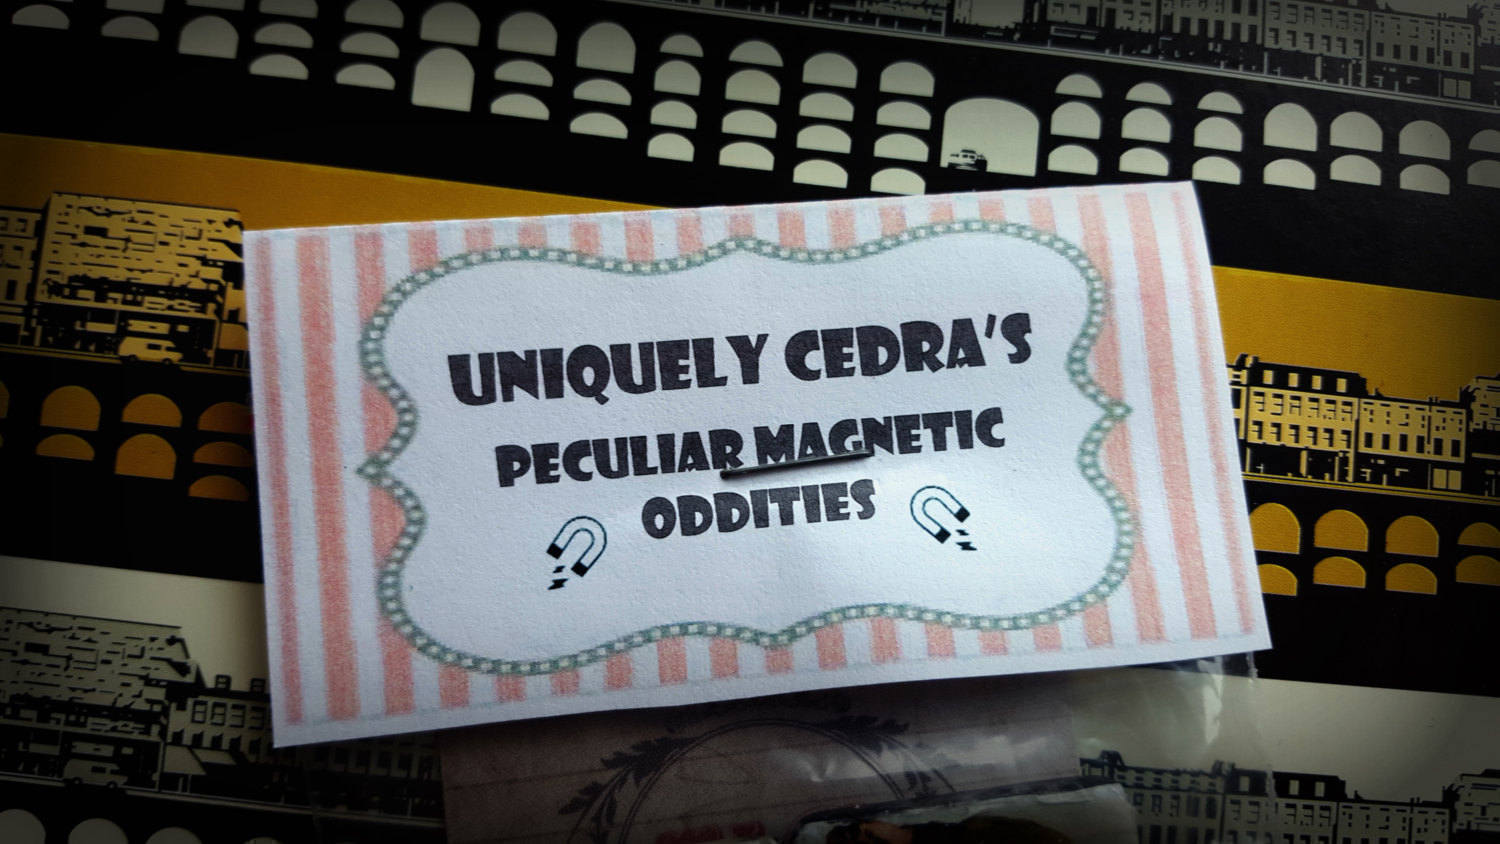 UNIQUELY CEDRA'S
PECULIAR MAGNETIC
ODDITIES